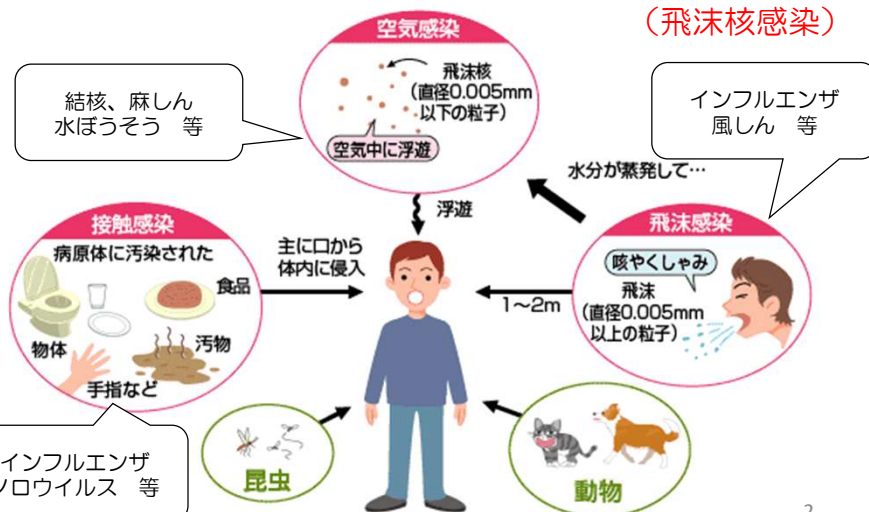 (飛沫核感染)
空気感染
飛沫核
(直径0.005mm
以下の粒子)
空気中に浮遊
結核、麻しん
水ぼうそう　等
インフルエンザ
風しん　等
水分が蒸発して…
浮遊
接触感染
病原体に汚染された
食品
物体
汚物
手指など
主に口から
体内に侵入
飛沫感染
咳やくしゃみ
飛沫
(直径0.005mm
以上の粒子)
1〜2m
インフルエンザ
ノロウイルス　等
昆虫
動物
2